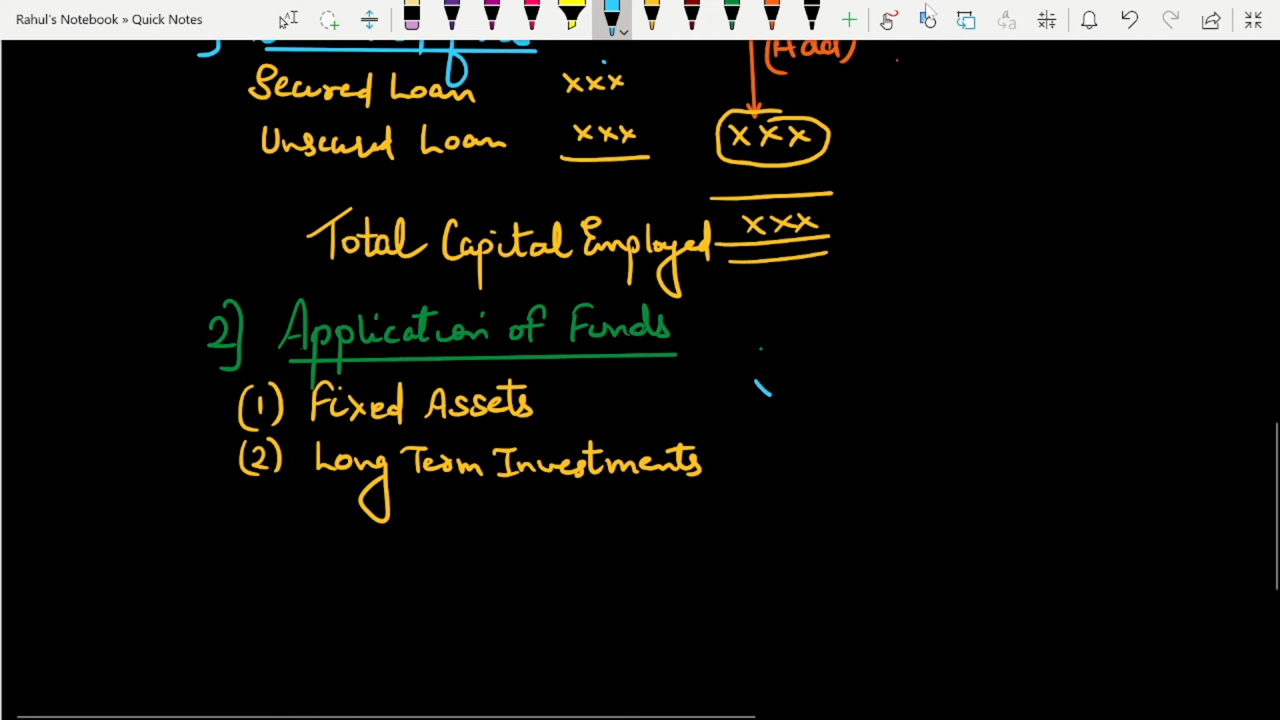 Rahul's Notebook » Quick Notes
(Add)
Secured Loan xxx
Unsecured Loan xxx xxx
Total Capital Employed xxx
2] Application of Funds
(1) Fixed Assets
(2) Long Term Investments